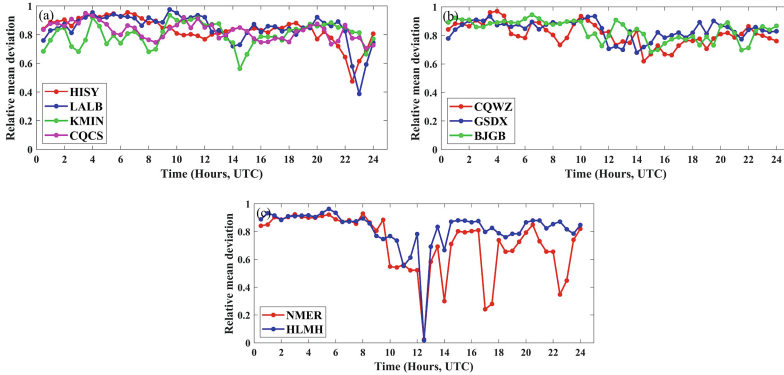 (a)
Relative mean deviation
1
0.8
0.6
0.4
0.2
0
HISY
LALB
KMIN
CQCS
0 2 4 6 8 10 12 14 16 18 20 22 24
Time (Hours, UTC)
(b)
Relative mean deviation
1
0.8
0.6
0.4
0.2
0
CQWZ
GSDX
BJGB
0 2 4 6 8 10 12 14 16 18 20 22 24
Time (Hours, UTC)
(c)
Relative mean deviation
1
0.8
0.6
0.4
0.2
0
NMER
HLMH
0 2 4 6 8 10 12 14 16 18 20 22 24
Time (Hours, UTC)